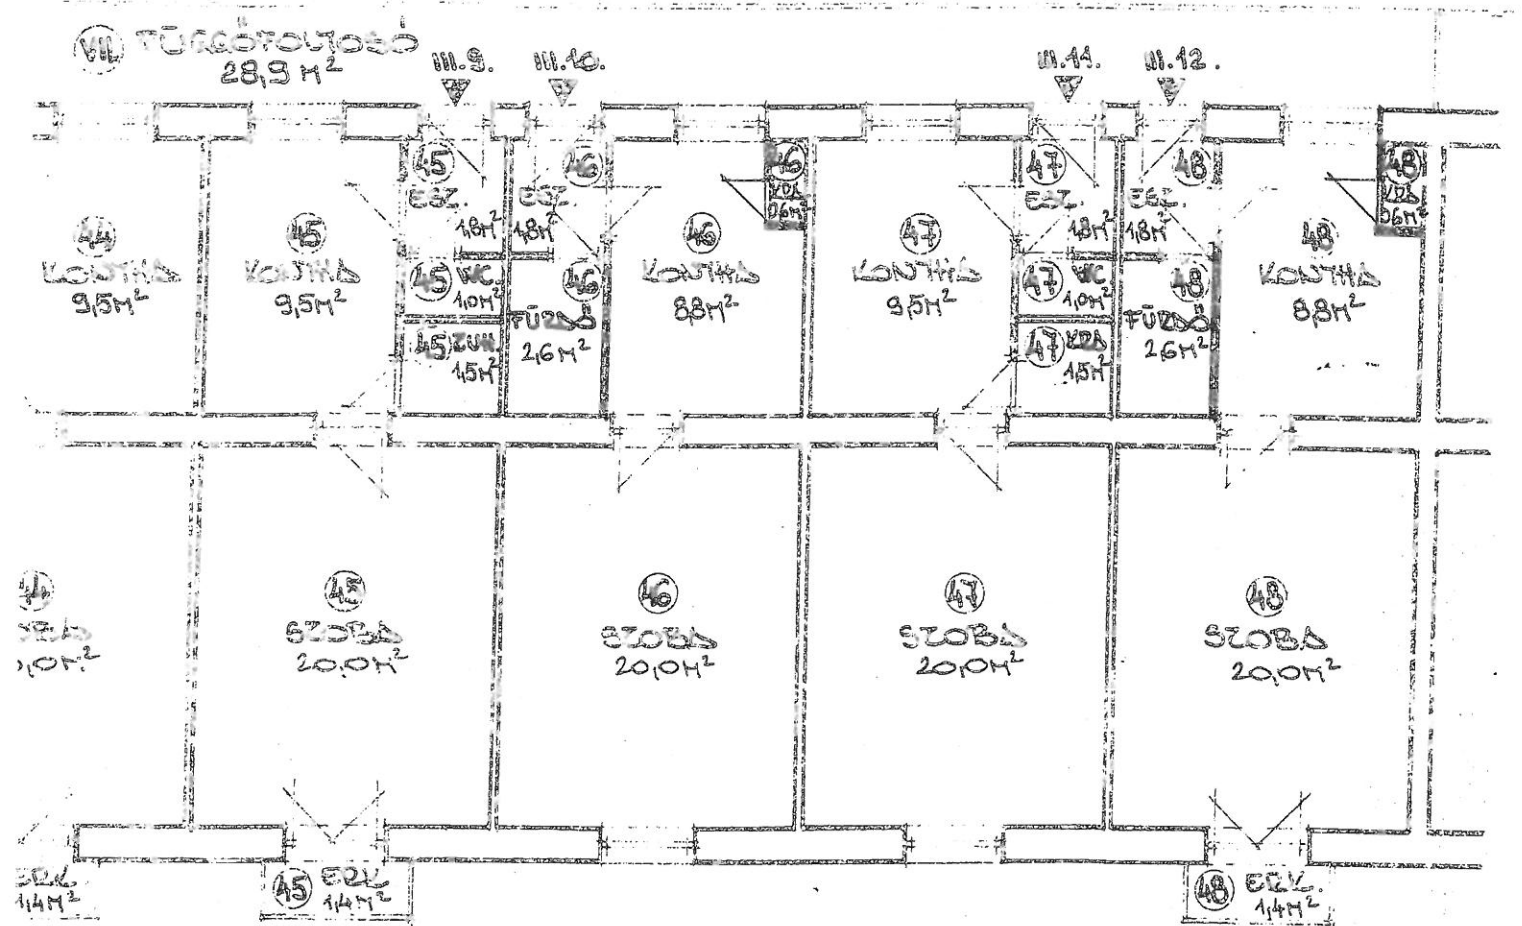 VII. FÜGGŐFOLYOSÓ
28,9 M²
III.9.
III.10.
III.11.
III.12.
44
KONYHA
9,5M²
45
KONYHA
9,5M²
45
ESZ.
1,8M²
45 WC.
1,0M²
45 ZUH.
1,5M²
46
ESZ.
1,8M²
46
FÜRDŐ
2,6M²
46
KONYHA
8,8M²
46
KDA
0,6M²
47
KONYHA
9,5M²
47
ESZ.
1,8M²
47 WC.
1,0M²
47 KDA
1,5M²
48
ESZ.
1,8M²
48
FÜRDŐ
2,6M²
48
KONYHA
8,8M²
48
KDA
0,6M²
44
45
SZOBA
20,0M²
46
SZOBA
20,0M²
47
SZOBA
20,0M²
48
SZOBA
20,0M²
ERK.
1,4M²
45 ERK.
1,4M²
48 ERK.
1,4M²